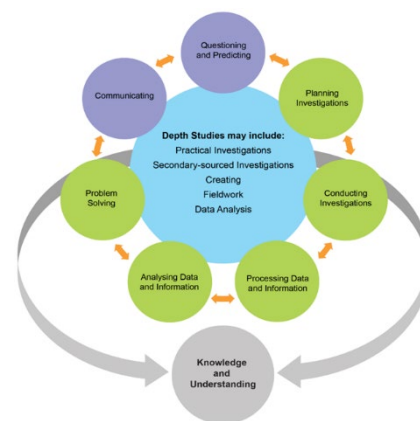 Questioning
and Predicting
Communicating
Planning
Investigations
Depth Studies may include:
Practical Investigations
Secondary-sourced Investigations
Creating
Fieldwork
Data Analysis
Problem
Solving
Conducting
Investigations
Analysing Data
and Information
Processing Data
and Information
Knowledge
and
Understanding